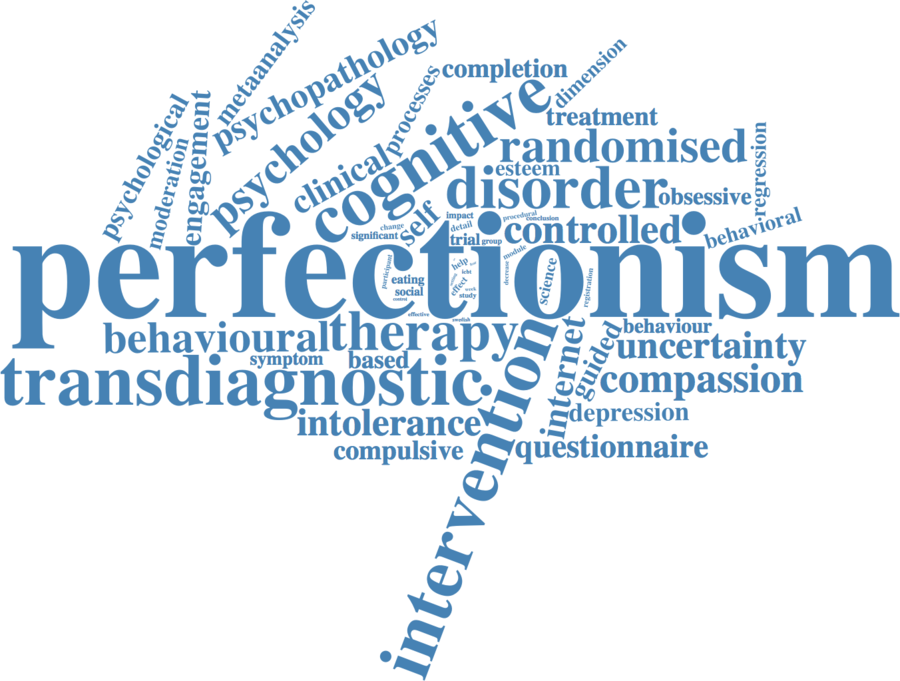 metaanalysis
psychopathology
completion
dimension
psychological
moderation
engagement
psychology
processes
cognitive
treatment
clinical
randomised
regression
esteem
disorder
obsessive
self
impact
procedural
conclusion
change
detail
significant
controlled
behavioral
trial
group
perfectionism
participant
help
module
icht
decrease
science
eating
effect
registration
social
work
study
control
effective
swedish
behavioural
therapy
behaviour
symptom
based
internet
guided
uncertainty
transdiagnostic
compassion
intervention
depression
intolerance
compulsive
questionnaire